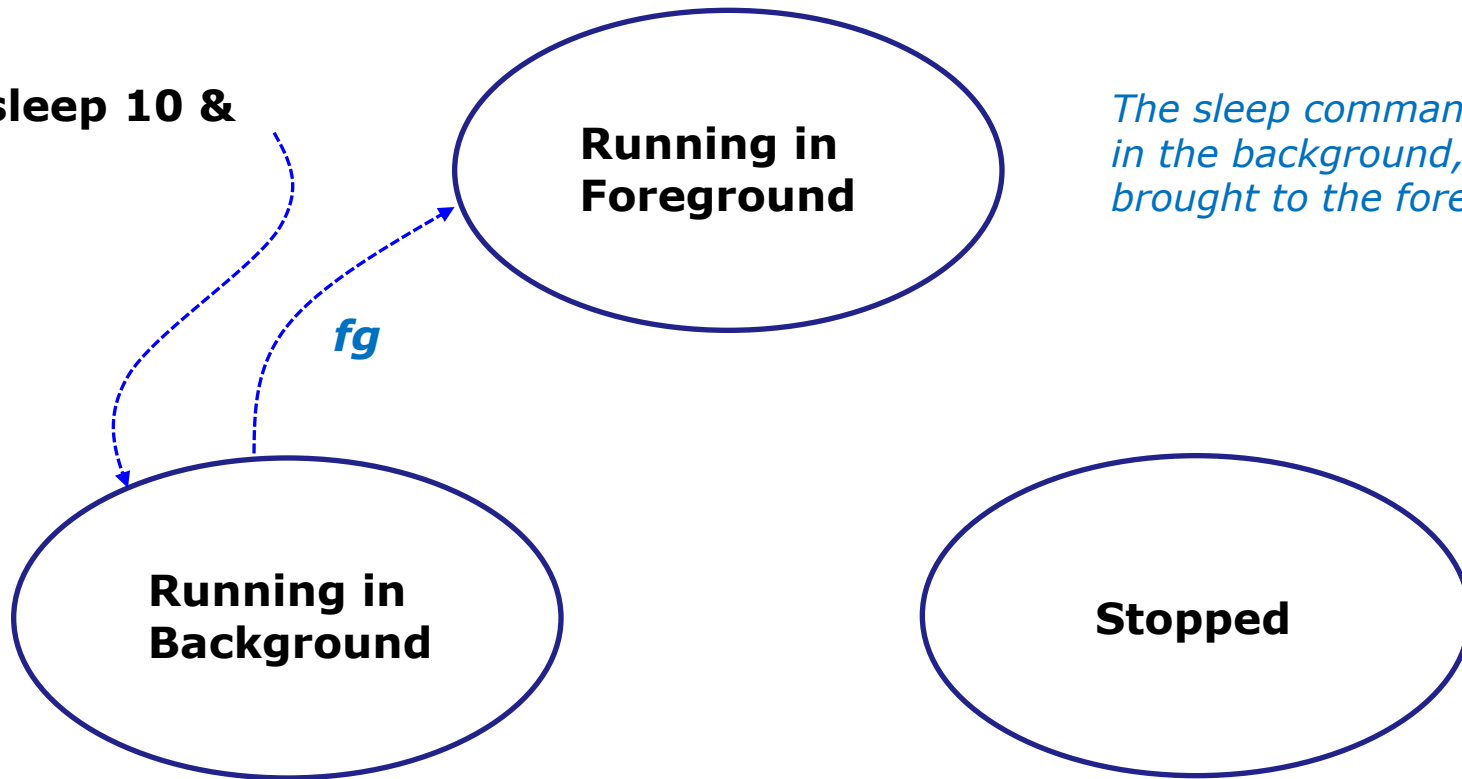 sleep 10 &
Running in
Foreground
The sleep comman
in the background,
brought to the fore
fg
Running in
Background
Stopped